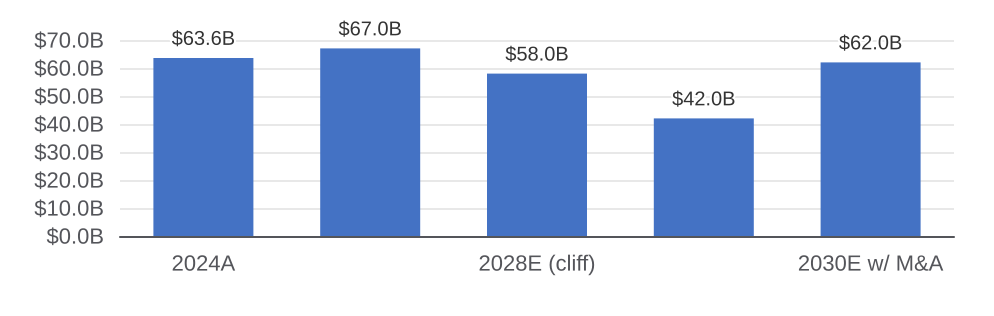 $67.0B
$63.6B
$62.0B
$58.0B
$42.0B
$70.0B
$60.0B
$50.0B
$40.0B
$30.0B
$20.0B
$10.0B
$0.0B
2024A
2028E (cliff)
2030E w/ M&A